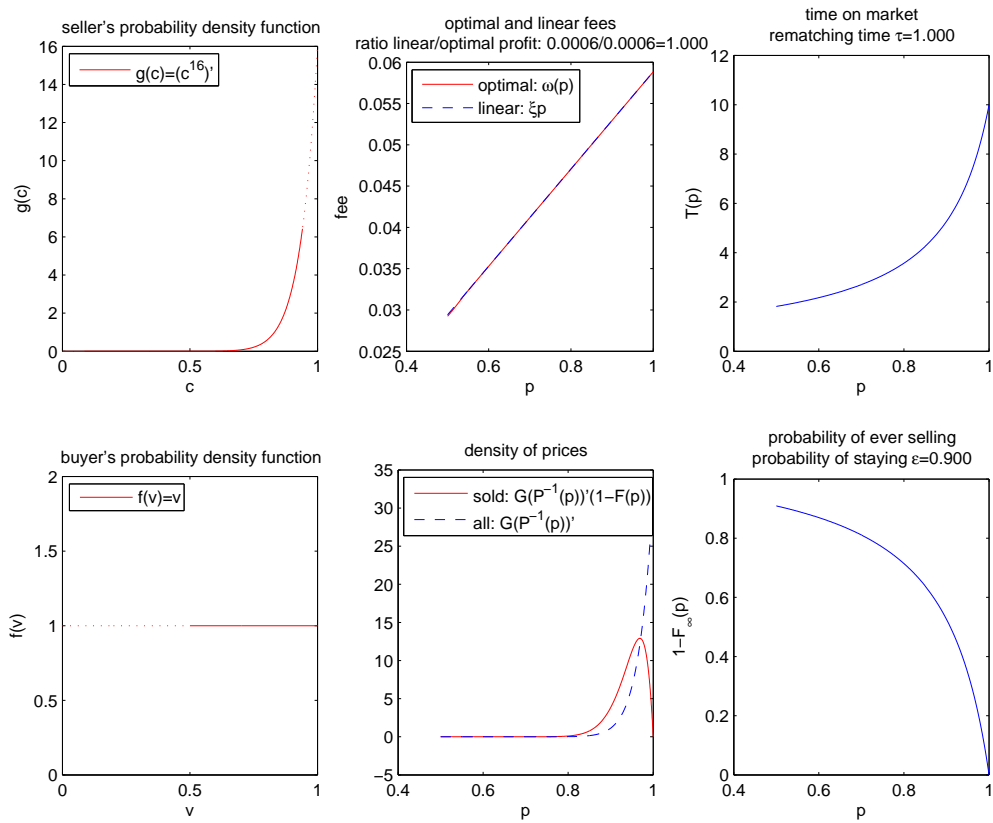 seller's probability density function
16
14
12
10
8
6
4
2
0
g(c)
g(c)=(c^16)'
0
0.5
1
c
optimal and linear fees
ratio linear/optimal profit: 0.0006/0.0006=1.000
0.06
0.055
0.05
0.045
0.04
0.035
0.03
0.025
fee
optimal: ω(p)
linear: ξp
0.4
0.6
0.8
1
p
time on market
rematching time τ=1.000
12
10
8
6
4
2
0
T(p)
0.4
0.6
0.8
1
p
buyer's probability density function
2
1.5
1
0.5
0
f(v)
f(v)=v
0
0.5
1
v
density of prices
35
30
25
20
15
10
5
0
−5
sold: G(P^−1(p))'(1−F(p))
all: G(P^−1(p))'
0.4
0.6
0.8
1
p
probability of ever selling
probability of staying ε=0.900
1
0.8
0.6
0.4
0.2
0
1−F_∞(p)
0.4
0.6
0.8
1
p